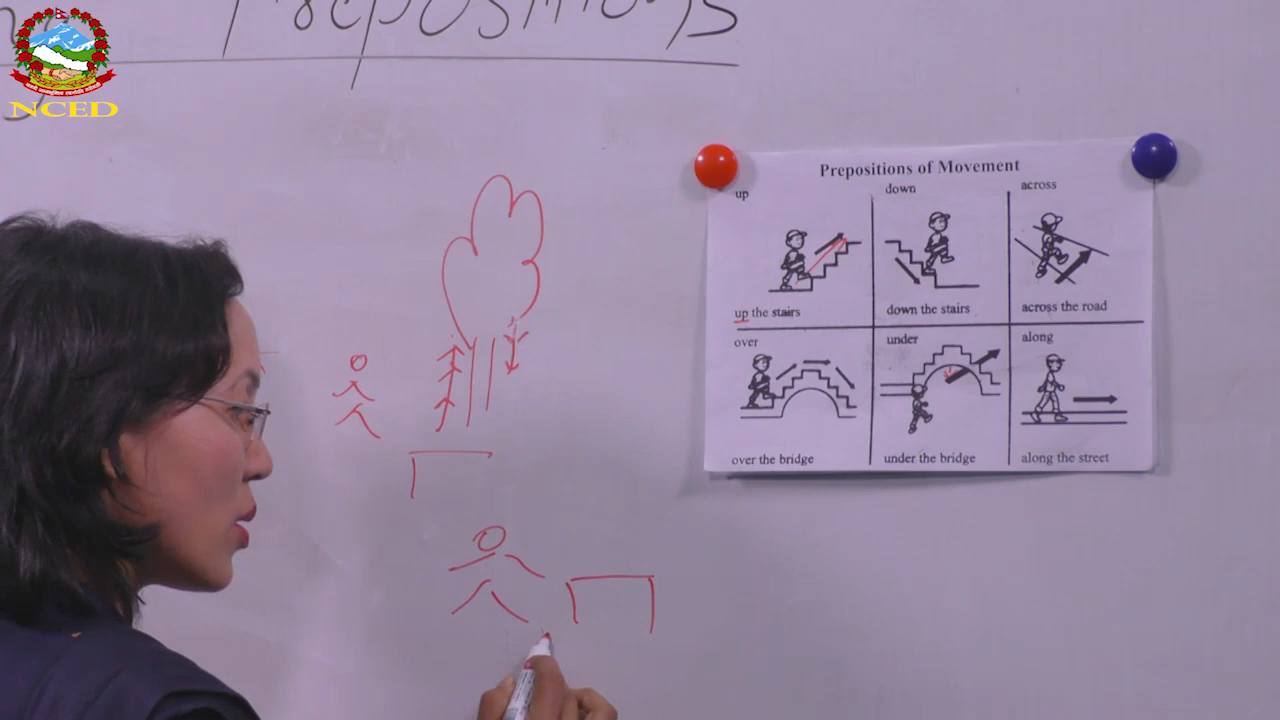 Prepositions
NCED
Prepositions of Movement
up
down
across
up the stairs
down the stairs
across the road
over
under
along
over the bridge
under the bridge
along the street